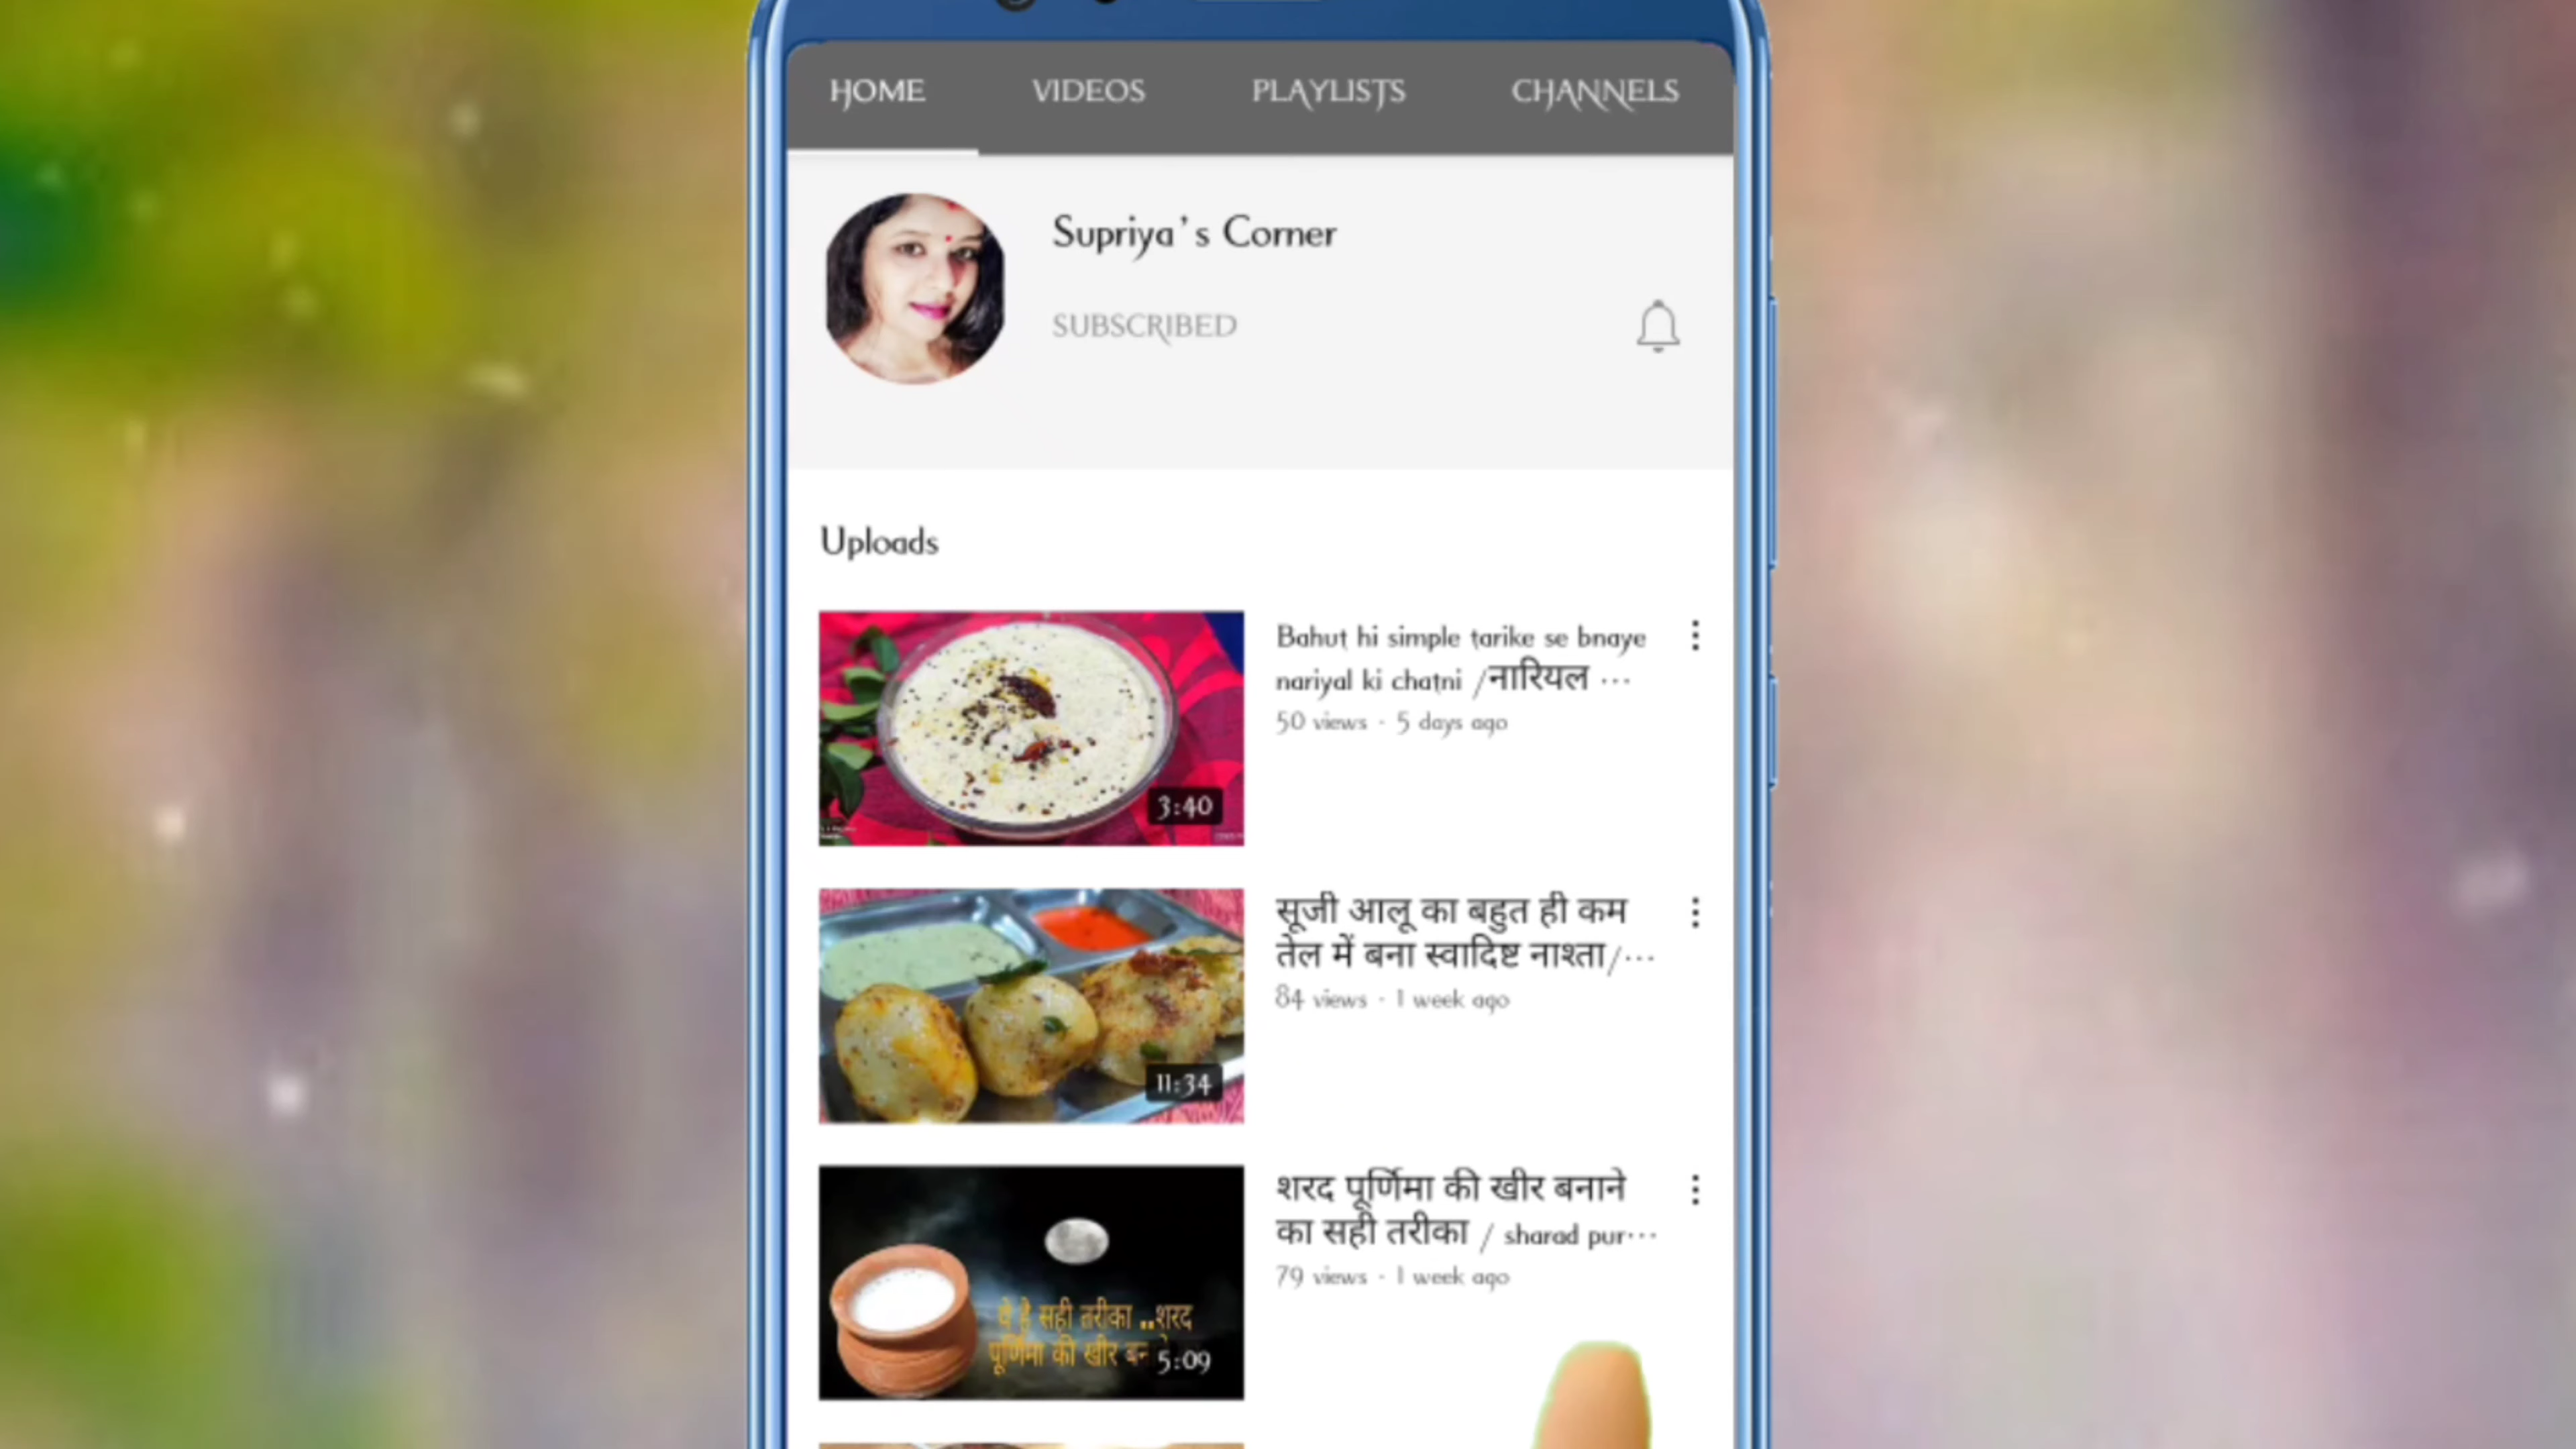 HOME VIDEOS PLAYLISTS CHANNELS
Supriya's Corner
SUBSCRIBED
Uploads
Bahut hi simple tarike se bnaye
nariyal ki chatni /नारियल ...
50 views · 5 days ago
3:40
सूजी आलू का बहुत ही कम
तेल में बना स्वादिष्ट नाश्ता/...
84 views · 1 week ago
11:34
शरद पूर्णिमा की खीर बनाने
का सही तरीका / sharad pur...
79 views · 1 week ago
ये है सही तरीका ..शरद
पूर्णिमा की खीर
5:09